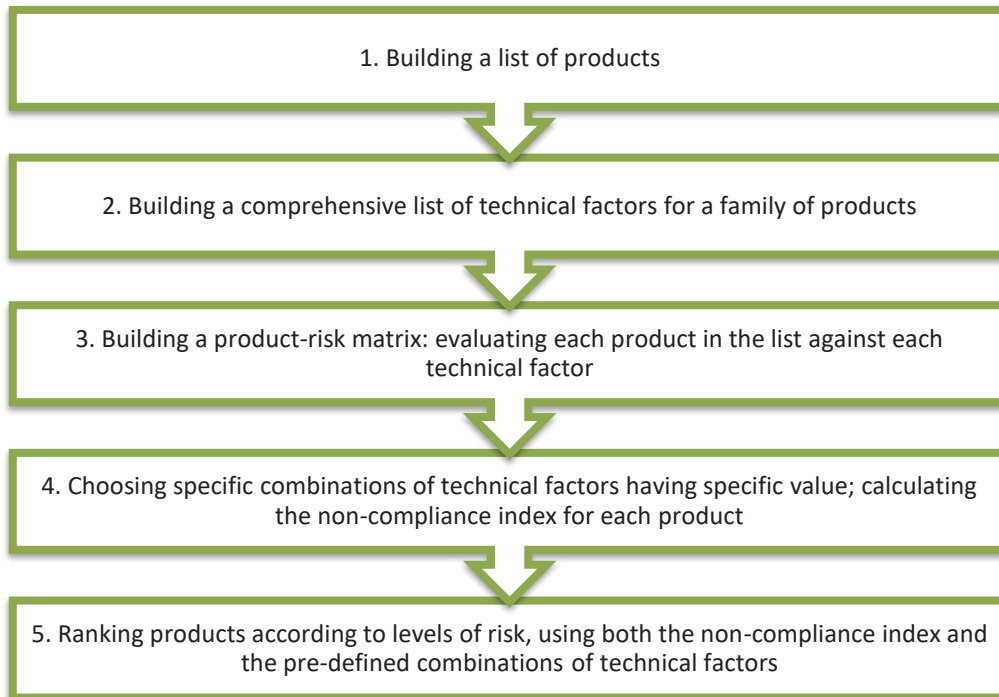 1. Building a list of products
2. Building a comprehensive list of technical factors for a family of products
3. Building a product-risk matrix: evaluating each product in the list against each
technical factor
4. Choosing specific combinations of technical factors having specific value; calculating
the non-compliance index for each product
5. Ranking products according to levels of risk, using both the non-compliance index and
the pre-defined combinations of technical factors